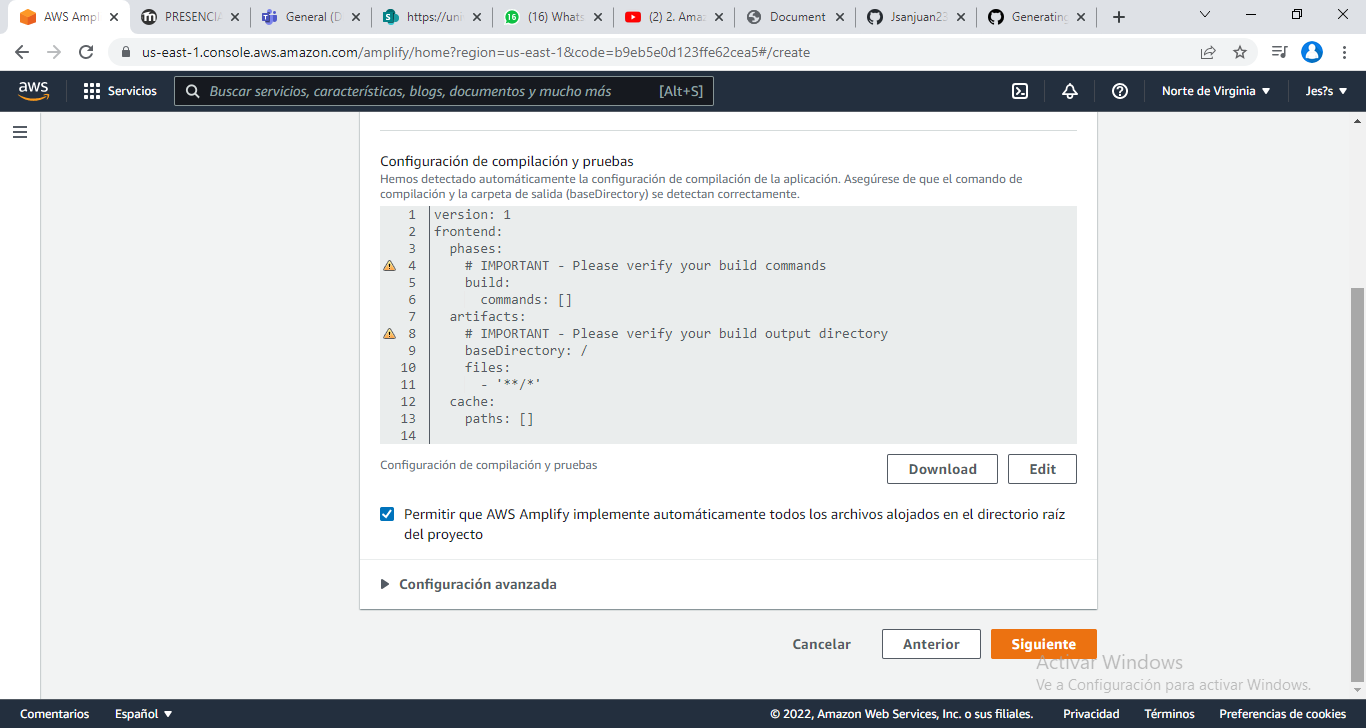 AWS Ampl
PRESENCIA
General (D
https://uni
(16) Whats
(2) 2. Amaz
Document
Jsanjuan23
Generating
us-east-1.console.aws.amazon.com/amplify/home?region=us-east-1&code=b9eb5e0d123ffe62cea5#/create
aws
Servicios
Buscar servicios, características, blogs, documentos y mucho más
[Alt+S]
Norte de Virginia
Jes?s
Configuración de compilación y pruebas
Hemos detectado automáticamente la configuración de compilación de la aplicación. Asegúrese de que el comando de
compilación y la carpeta de salida (baseDirectory) se detectan correctamente.
1 version: 1
2 frontend:
3   phases:
4     # IMPORTANT - Please verify your build commands
5     build:
6       commands: []
7   artifacts:
8     # IMPORTANT - Please verify your build output directory
9     baseDirectory: /
10     files:
11       - '**/*'
12   cache:
13     paths: []
14
Configuración de compilación y pruebas
Download
Edit
Permitir que AWS Amplify implemente automáticamente todos los archivos alojados en el directorio raíz
del proyecto
Configuración avanzada
Cancelar
Anterior
Siguiente
Activar Windows
Ve a Configuración para activar Windows.
Comentarios
Español
© 2022, Amazon Web Services, Inc. o sus filiales.
Privacidad
Términos
Preferencias de cookies